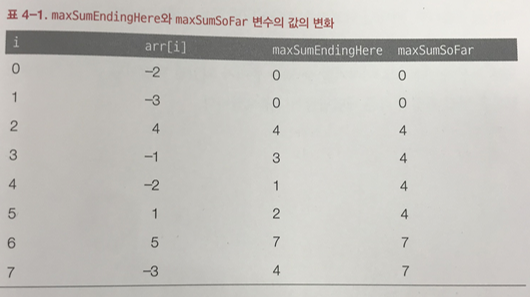 표 4-1. maxSumEndingHere와 maxSumSoFar 변수의 값의 변화
i arr[i] maxSumEndingHere maxSumSoFar
0 -2 0 0
1 -3 0 0
2 4 4 4
3 -1 3 4
4 -2 1 4
5 1 2 4
6 5 7 7
7 -3 4 7